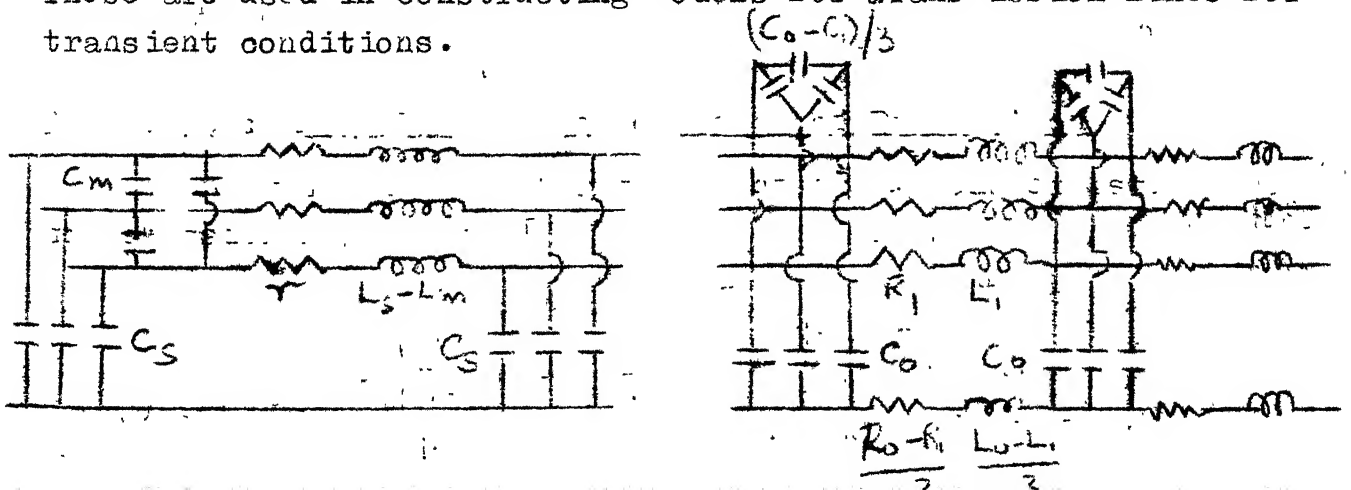 transient conditions.
(C₀-C₁)/3
Cm
r
Ls-Lm
R₁
L₁
Cs
Cs
C₀
C₀
R₀-R₁
L₀-L₁
3